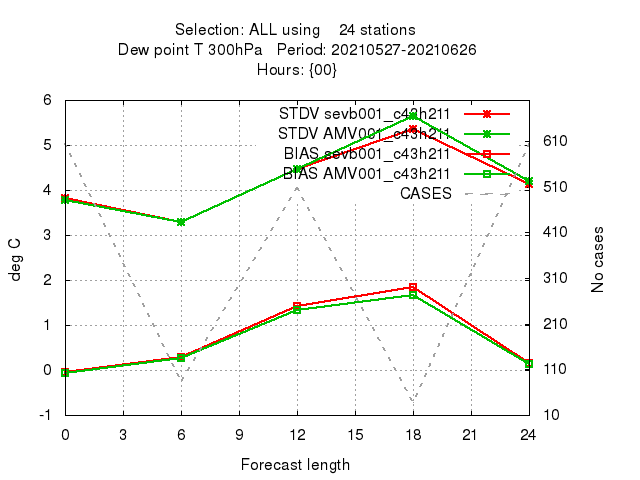 Selection: ALL using    24 stations
Dew point T 300hPa   Period: 20210527-20210626
Hours: {00}
STDV sevb001_c43h211
STDV AMV001_c43h211
BIAS sevb001_c43h211
BIAS AMV001_c43h211
CASES
6
5
4
3
2
1
0
-1
610
510
410
310
210
110
10
deg C
No cases
0 3 6 9 12 15 18 21 24
Forecast length